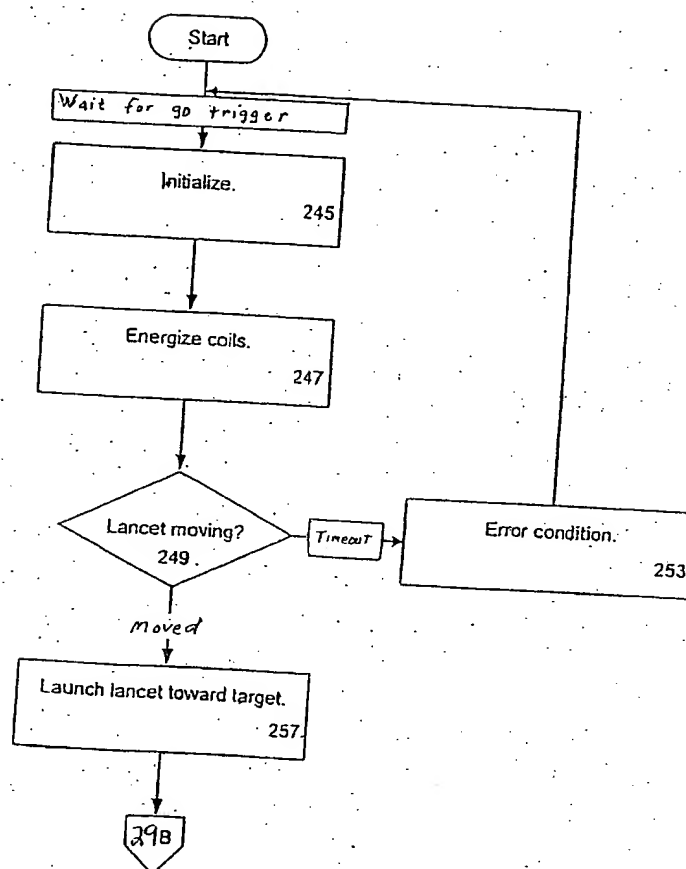 Start
Wait for go trigger
Initialize.
245
Energize coils.
247
Lancet moving?
249
Timeout
Error condition.
253
moved
Launch lancet toward target.
257
29B